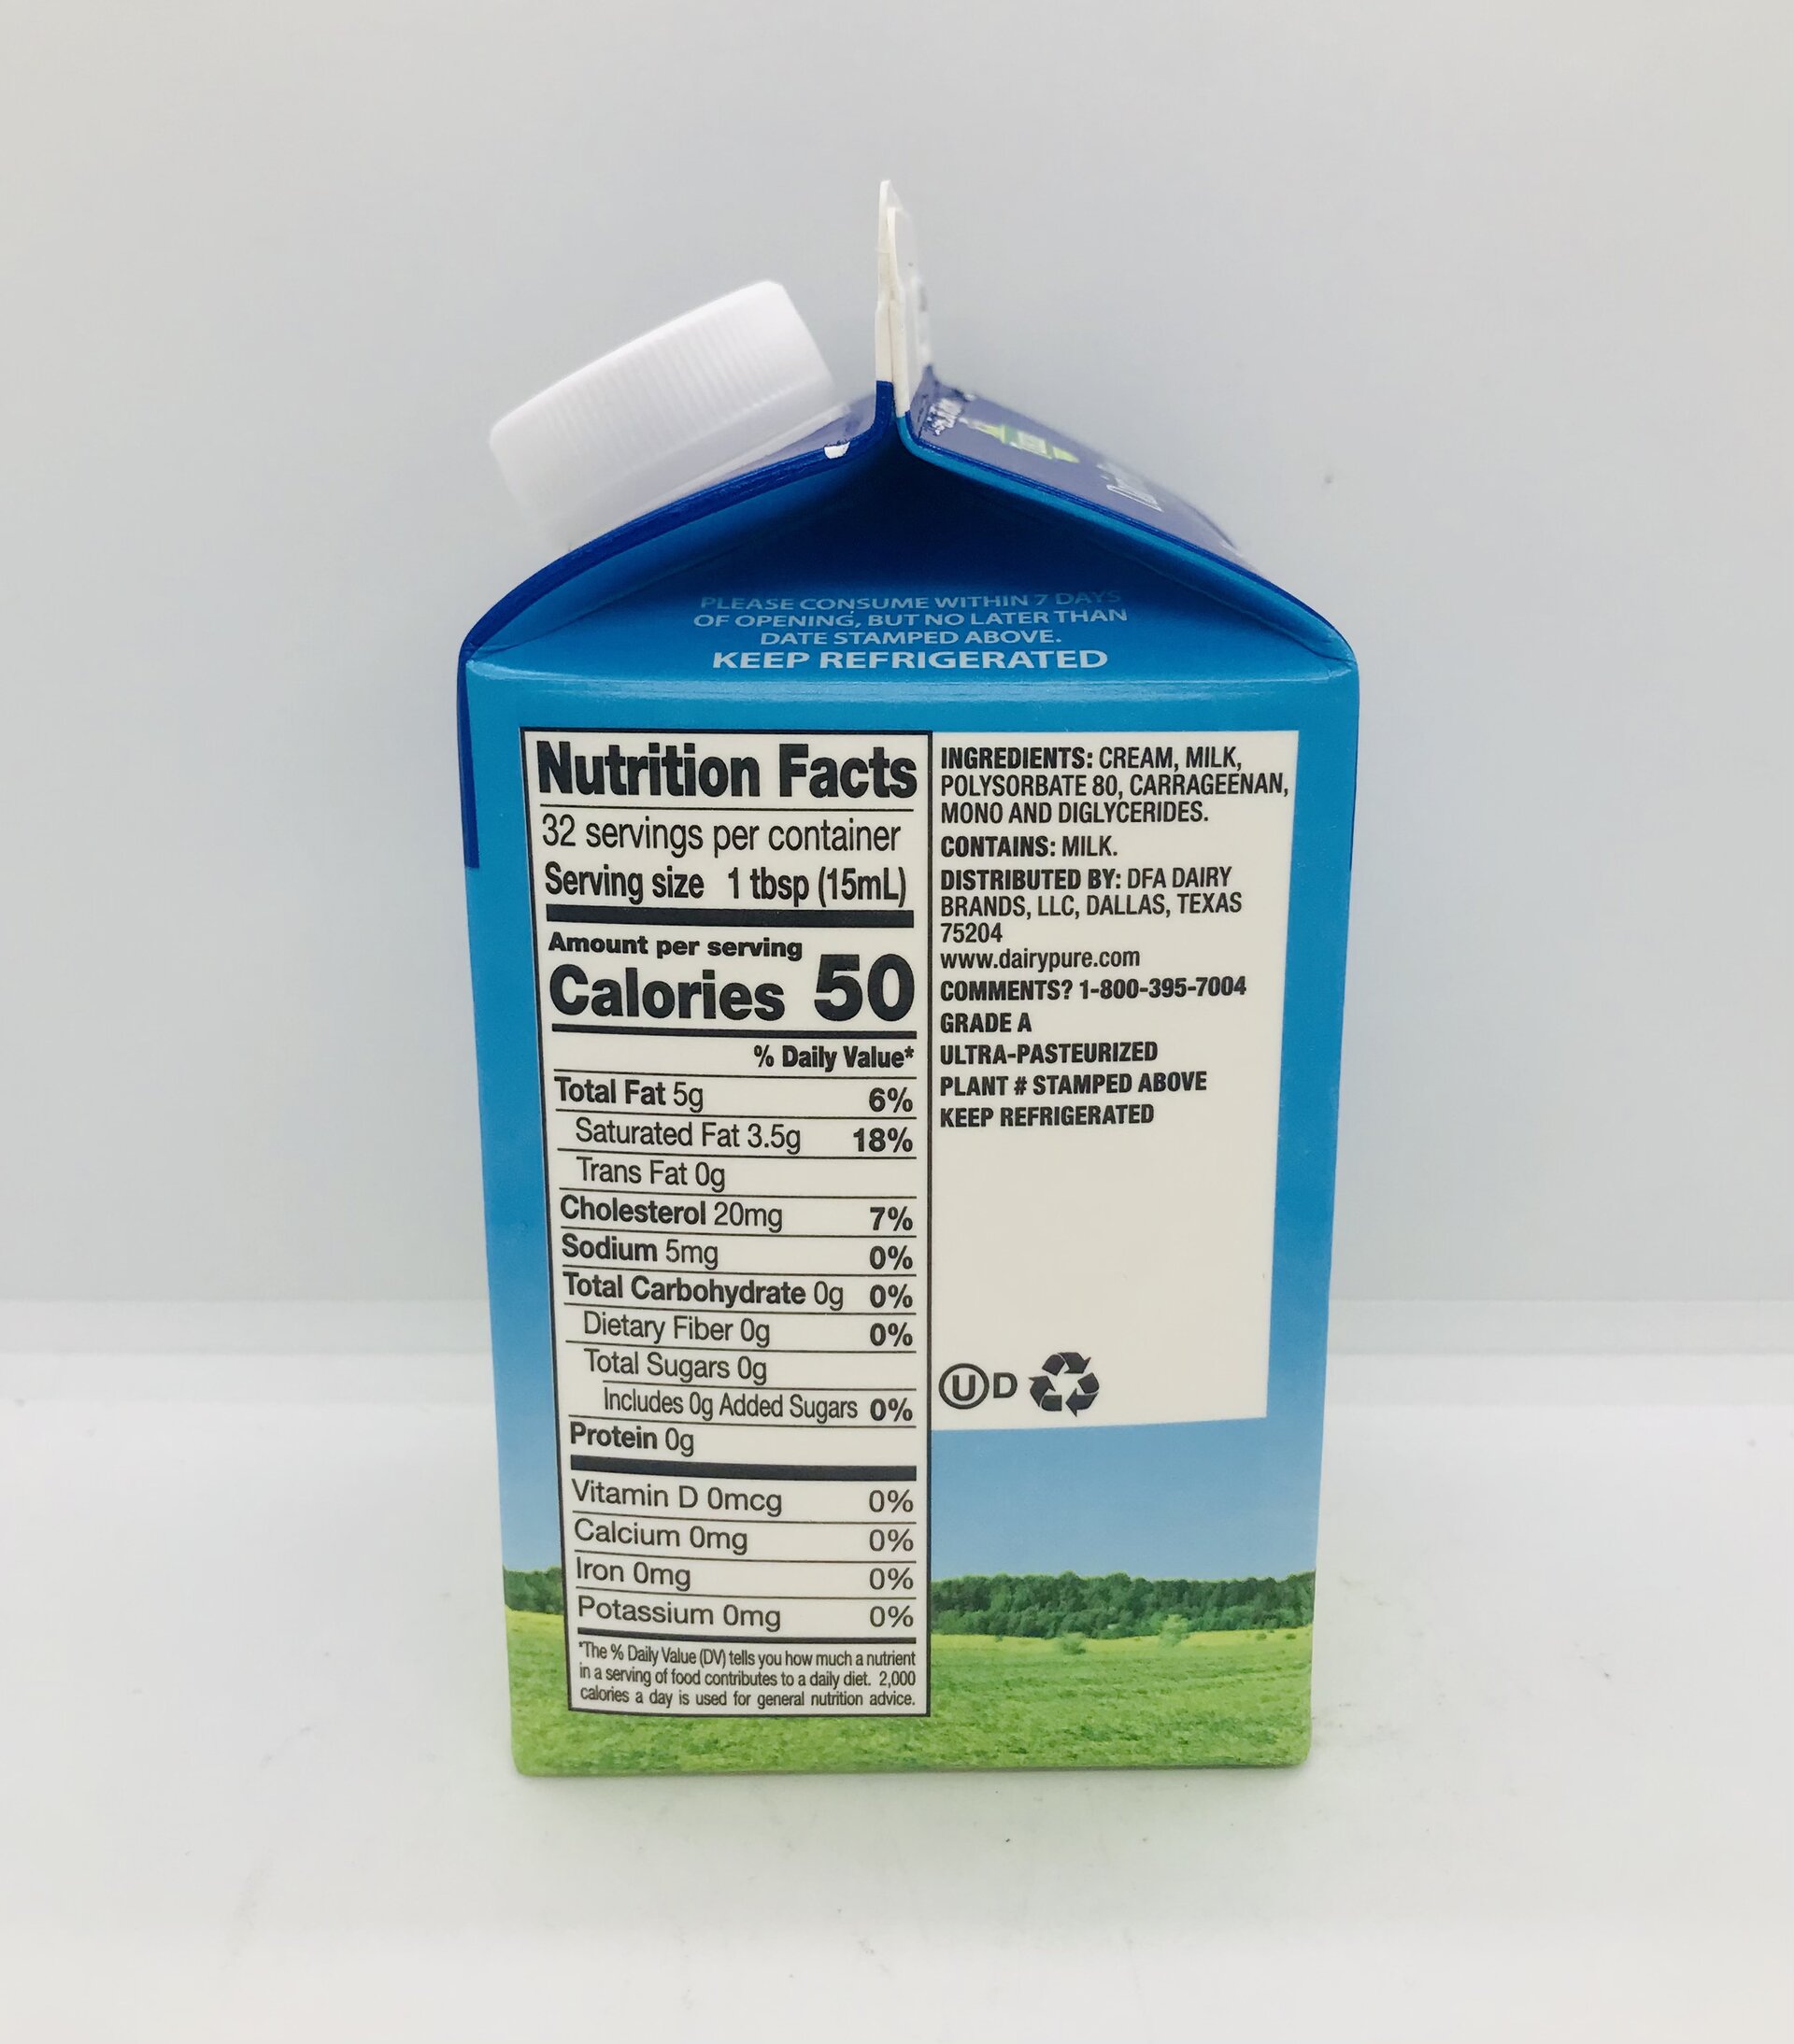 PLEASE CONSUME WITHIN 7 DAYS
OF OPENING, BUT NO LATER THAN
DATE STAMPED ABOVE.
KEEP REFRIGERATED
Nutrition Facts
32 servings per container
Serving size 1 tbsp (15mL)
Amount per serving
Calories 50
% Daily Value*
Total Fat 5g 6%
Saturated Fat 3.5g 18%
Trans Fat 0g
Cholesterol 20mg 7%
Sodium 5mg 0%
Total Carbohydrate 0g 0%
Dietary Fiber 0g 0%
Total Sugars 0g
Includes 0g Added Sugars 0%
Protein 0g
Vitamin D 0mcg 0%
Calcium 0mg 0%
Iron 0mg 0%
Potassium 0mg 0%
*The % Daily Value (DV) tells you how much a nutrient
in a serving of food contributes to a daily diet. 2,000
calories a day is used for general nutrition advice.
INGREDIENTS: CREAM, MILK,
POLYSORBATE 80, CARRAGEENAN,
MONO AND DIGLYCERIDES.
CONTAINS: MILK.
DISTRIBUTED BY: DFA DAIRY
BRANDS, LLC, DALLAS, TEXAS
75204
www.dairypure.com
COMMENTS? 1-800-395-7004
GRADE A
ULTRA-PASTEURIZED
PLANT # STAMPED ABOVE
KEEP REFRIGERATED
U D